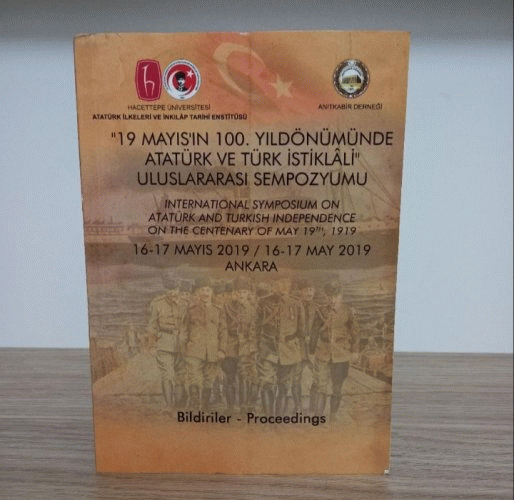 HACETTEPE ÜNİVERSİTESİ
ATATÜRK İLKELERİ VE İNKILÂP TARİHİ ENSTİTÜSÜ
ANITKABİR DERNEĞİ
"19 MAYIS'IN 100. YILDÖNÜMÜNDE
ATATÜRK VE TÜRK İSTİKLÂLİ"
ULUSLARARASI SEMPOZYUMU
INTERNATIONAL SYMPOSIUM ON
ATATÜRK AND TURKISH INDEPENDENCE
ON THE CENTENARY OF MAY 19TH, 1919
16-17 MAYIS 2019 / 16-17 MAY 2019
ANKARA
Bildiriler - Proceedings